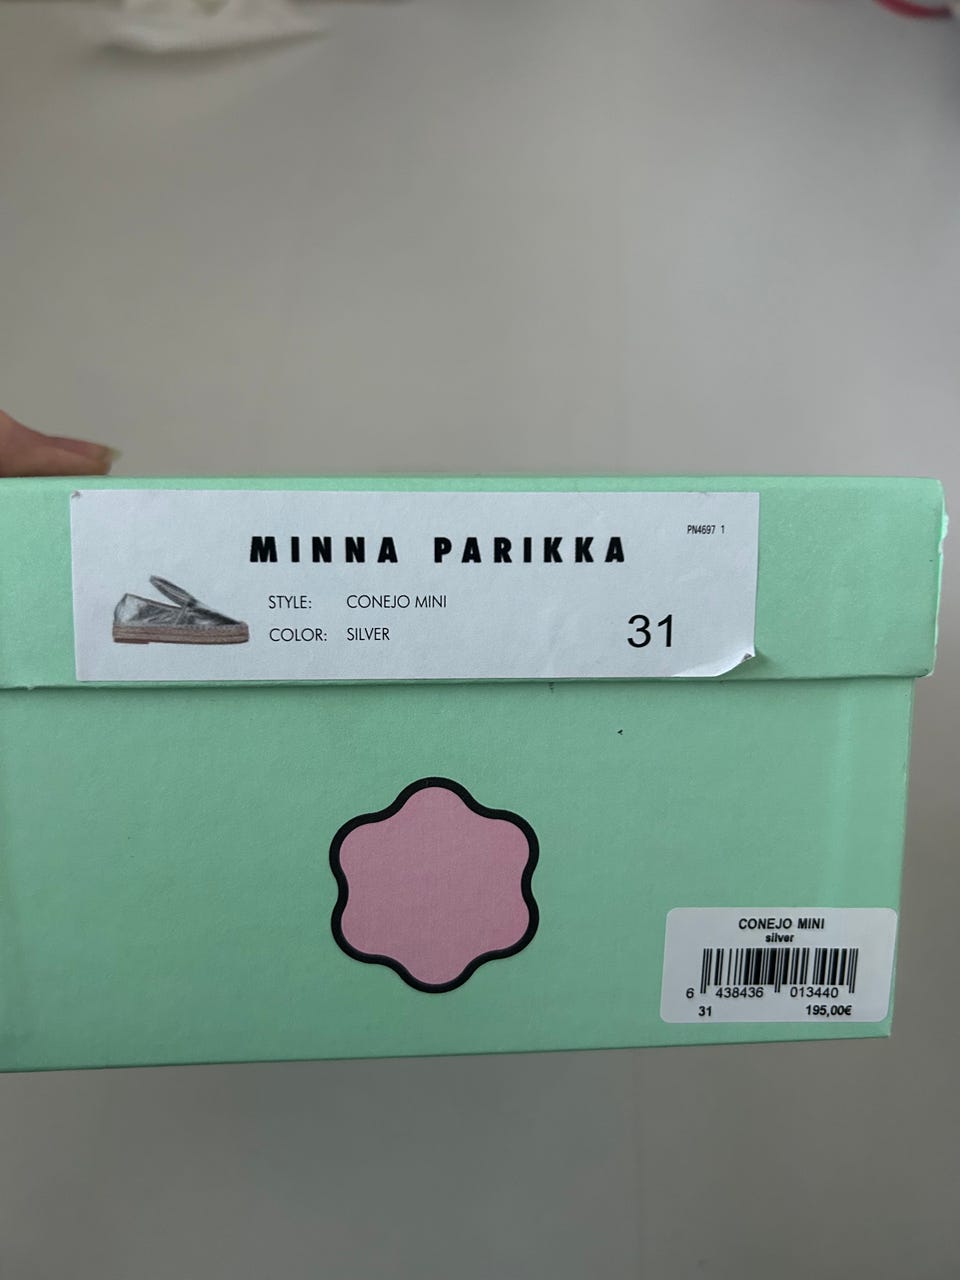 PN4697 1
MINNA PARIKKA
STYLE: CONEJO MINI
COLOR: SILVER
31
CONEJO MINI
silver
6 438436 013440
31 195,00€